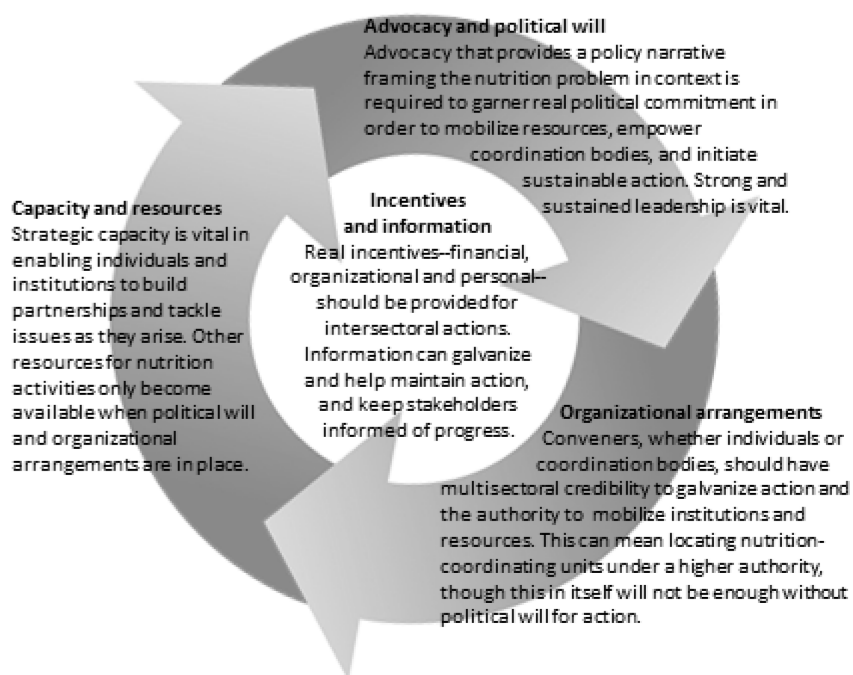 Advocacy and political will
Advocacy that provides a policy narrative
framing the nutrition problem in context is
required to garner real political commitment in
order to mobilize resources, empower
coordination bodies, and initiate
sustainable action. Strong and
sustained leadership is vital.
Capacity and resources
Strategic capacity is vital in
enabling individuals and
institutions to build
partnerships and tackle
issues as they arise. Other
resources for nutrition
activities only become
available when political will
and organizational
arrangements are in place.
Incentives
and information
Real incentives--financial,
organizational and personal--
should be provided for
intersectoral actions.
Information can galvanize
and help maintain action,
and keep stakeholders
informed of progress.
Organizational arrangements
Conveners, whether individuals or
coordination bodies, should have
multisectoral credibility to galvanize action and
the authority to mobilize institutions and
resources. This can mean locating nutrition-
coordinating units under a higher authority,
though this in itself will not be enough without
political will for action.